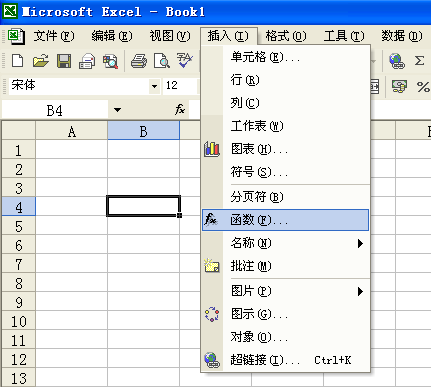 Microsoft Excel - Book1
文件(F) 编辑(E) 视图(V) 插入(I) 格式(O) 工具(T) 数据(D)
宋体 12 %
B4 fx
A B
1
2
3
4
5
6
7
8
9
10
11
12
13
单元格(E)...
行(R)
列(C)
工作表(W)
图表(H)...
符号(S)...
分页符(B)
函数(F)...
名称(N)
批注(M)
图片(P)
图示(G)...
对象(O)...
超链接(I)... Ctrl+K